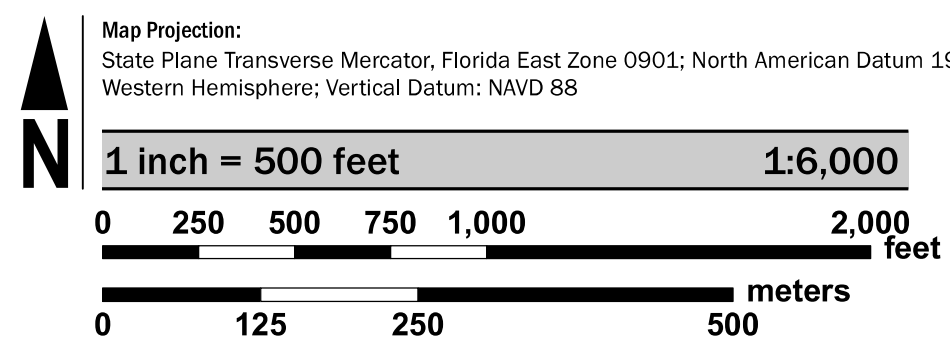 Map Projection:
State Plane Transverse Mercator, Florida East Zone 0901; North American Datum
Western Hemisphere; Vertical Datum: NAVD 88
N
1 inch = 500 feet 1:6,000
0 250 500 750 1,000 2,000
feet
meters
0 125 250 500